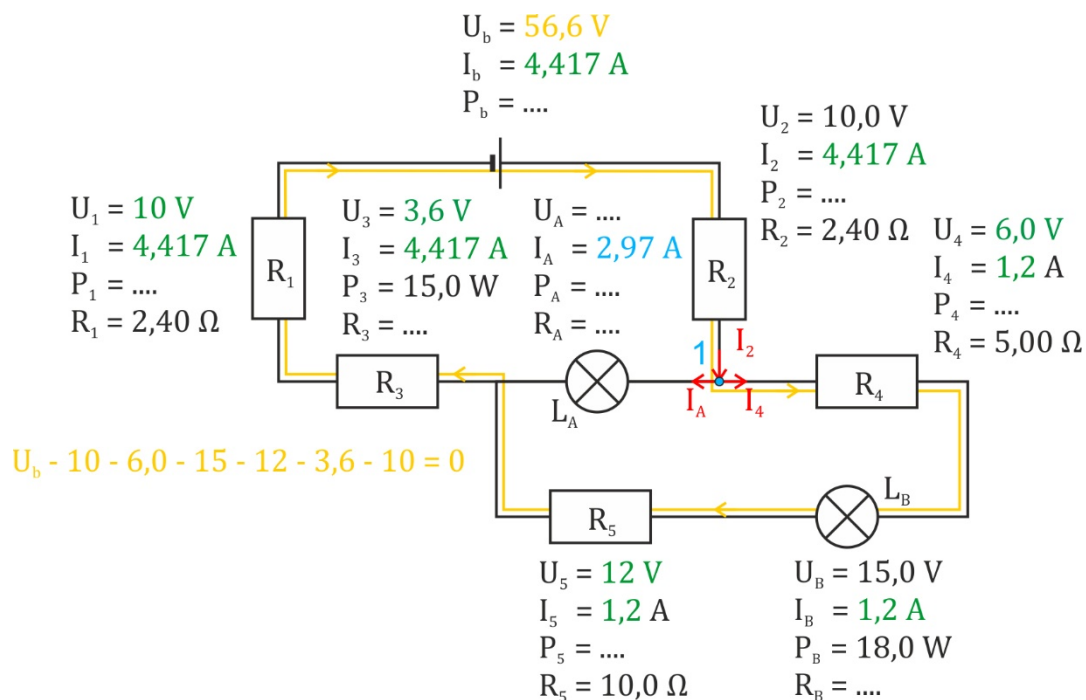 U_b = 56,6 V
I_b = 4,417 A
P_b = ....
U_2 = 10,0 V
I_2 = 4,417 A
P_2 = ....
R_2 = 2,40 Ω
U_1 = 10 V
I_1 = 4,417 A
P_1 = ....
R_1 = 2,40 Ω
R_1
U_3 = 3,6 V
I_3 = 4,417 A
P_3 = 15,0 W
R_3 = ....
U_A = ....
I_A = 2,97 A
P_A = ....
R_A = ....
R_2
U_4 = 6,0 V
I_4 = 1,2 A
P_4 = ....
R_4 = 5,00 Ω
1
I_2
R_3
L_A
I_A
I_4
R_4
U_b - 10 - 6,0 - 15 - 12 - 3,6 - 10 = 0
R_5
L_B
U_5 = 12 V
I_5 = 1,2 A
P_5 = ....
R_5 = 10,0 Ω
U_B = 15,0 V
I_B = 1,2 A
P_B = 18,0 W
R_B = ....